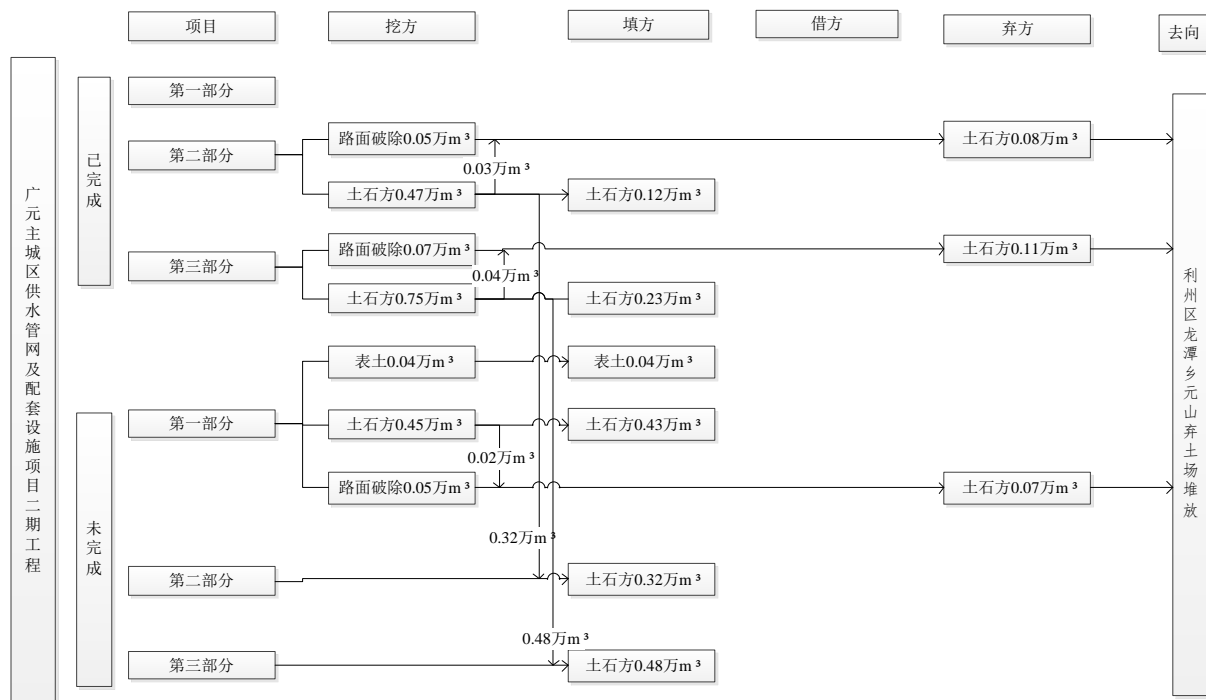 项目
挖方
填方
借方
弃方
去向
广元主城区供水管网及配套设施项目二期工程
已完成
第一部分
第二部分
路面破除0.05万m³
土石方0.08万m³
0.03万m³
土石方0.47万m³
土石方0.12万m³
第三部分
路面破除0.07万m³
土石方0.11万m³
0.04万m³
土石方0.75万m³
土石方0.23万m³
未完成
第一部分
表土0.04万m³
表土0.04万m³
土石方0.45万m³
土石方0.43万m³
0.02万m³
路面破除0.05万m³
土石方0.07万m³
0.32万m³
第二部分
土石方0.32万m³
0.48万m³
第三部分
土石方0.48万m³
利州区龙潭乡元山弃土场堆放